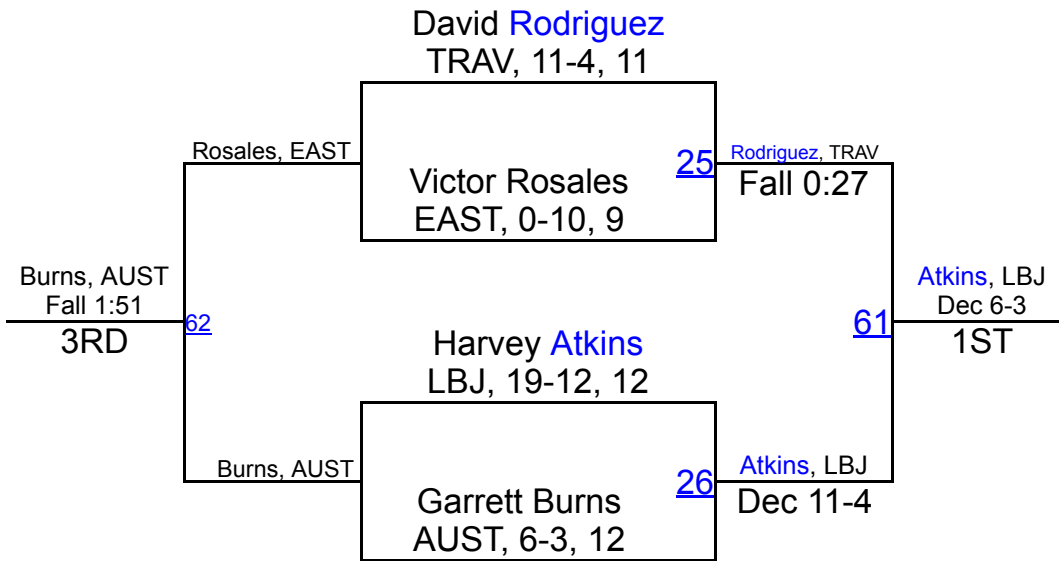 David Rodriguez
TRAV, 11-4, 11
Rosales, EAST
25
Rodriguez, TRAV
Fall 0:27
Victor Rosales
EAST, 0-10, 9
Burns, AUST
Fall 1:51
3RD
62
61
Atkins, LBJ
Dec 6-3
1ST
Harvey Atkins
LBJ, 19-12, 12
Burns, AUST
26
Atkins, LBJ
Dec 11-4
Garrett Burns
AUST, 6-3, 12